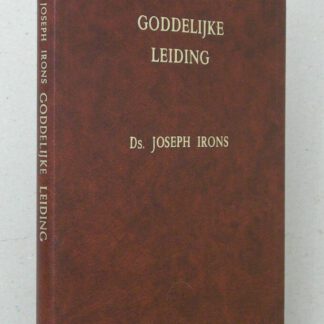 GODDELIJKE
LEIDING
Ds. JOSEPH IRONS
JOSEPH IRONS GODDELIJKE LEIDING